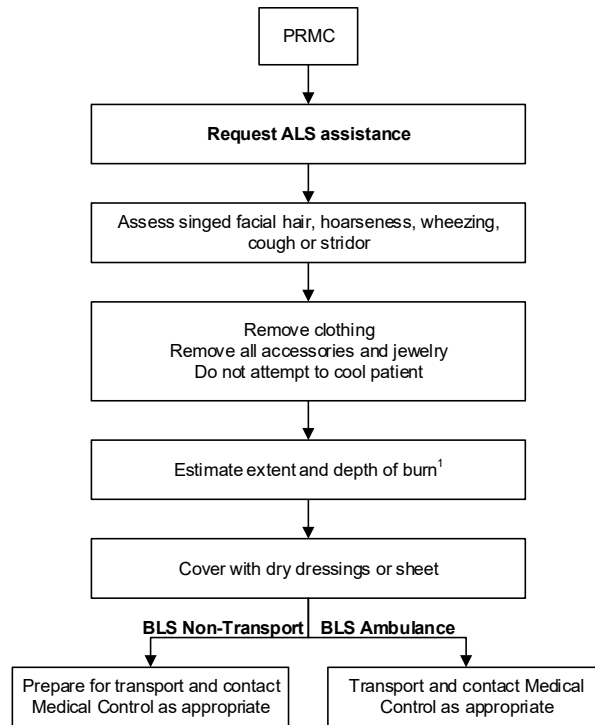 PRMC
Request ALS assistance
Assess singed facial hair, hoarseness, wheezing,
cough or stridor
Remove clothing
Remove all accessories and jewelry
Do not attempt to cool patient
Estimate extent and depth of burn¹
Cover with dry dressings or sheet
BLS Non-Transport BLS Ambulance
Prepare for transport and contact
Medical Control as appropriate
Transport and contact Medical
Control as appropriate